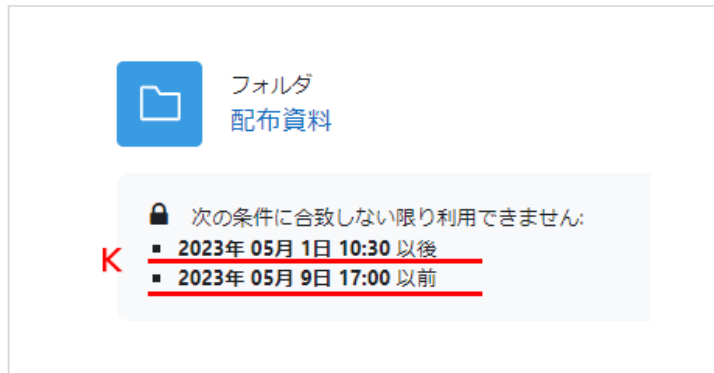 フォルダ
配布資料
次の条件に合致しない限り利用できません:
K
▪ 2023年 05月 1日 10:30 以後
▪ 2023年 05月 9日 17:00 以前